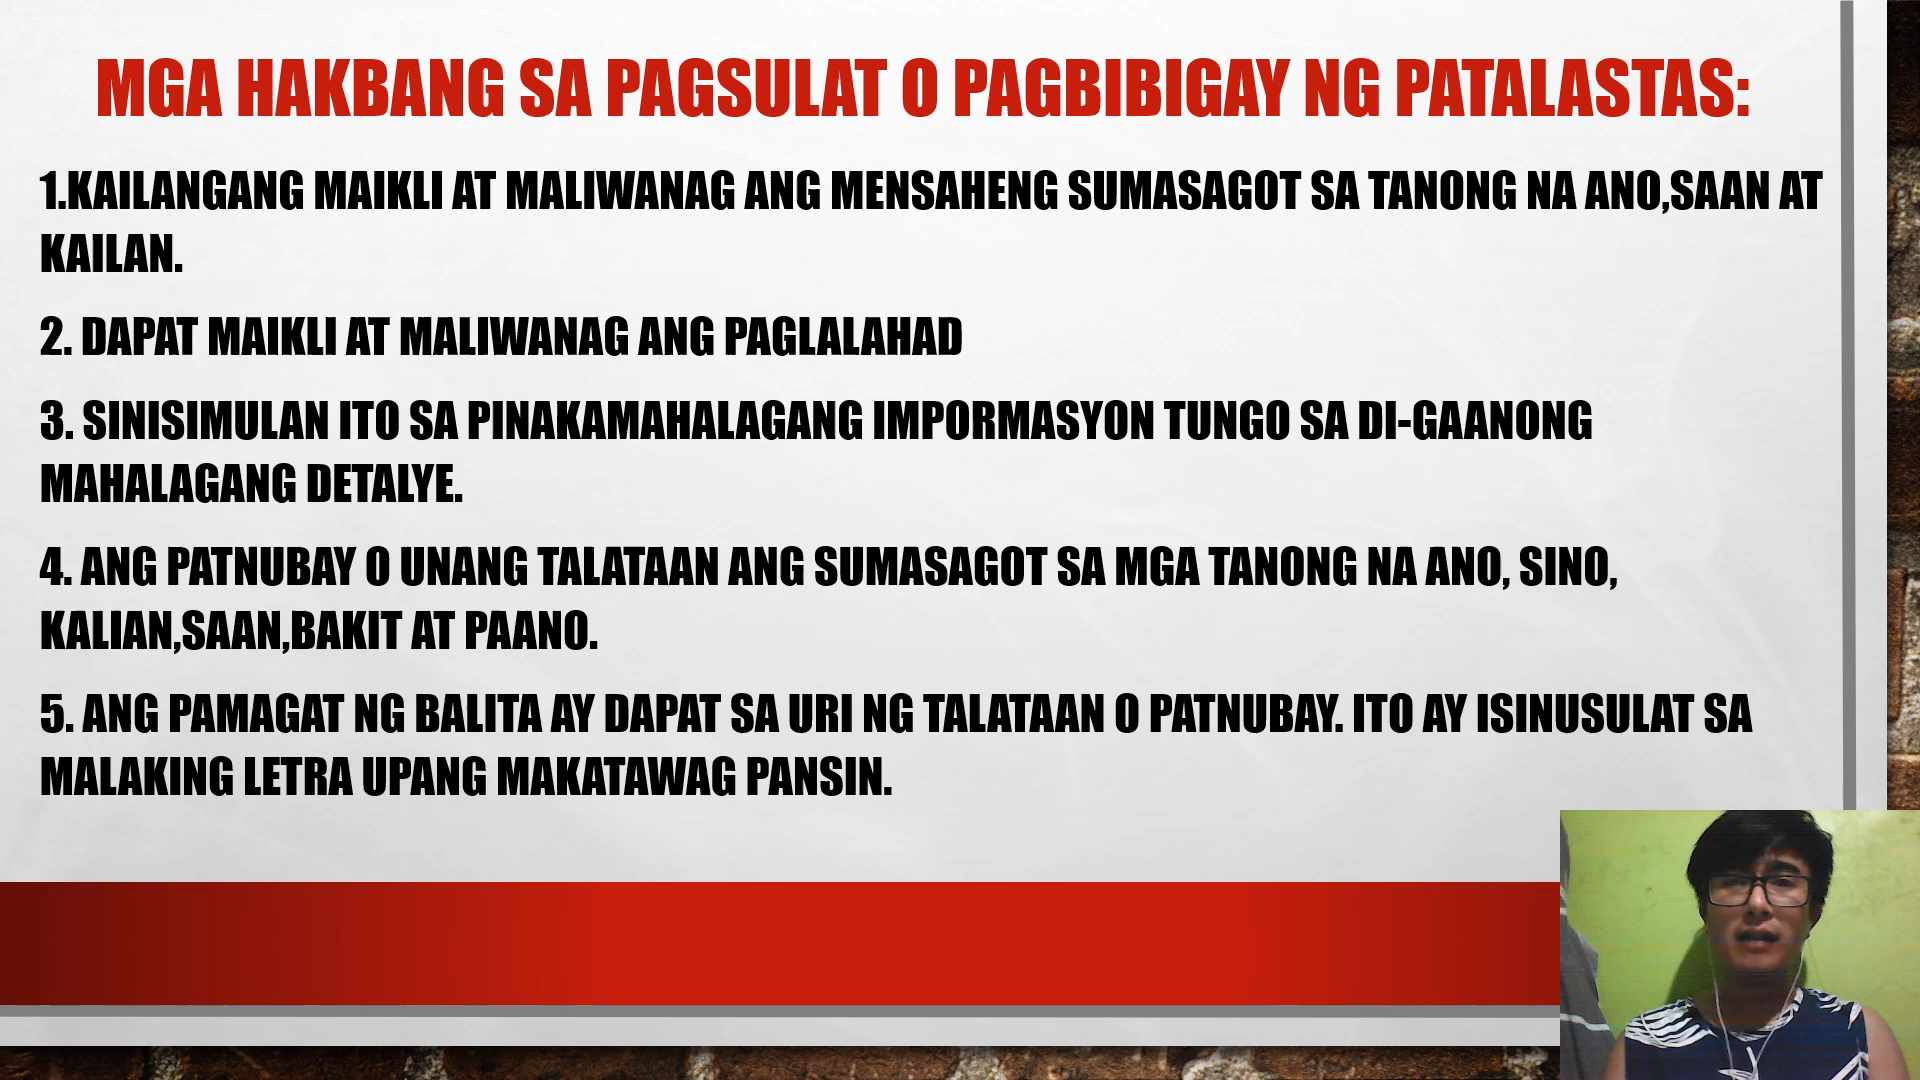 MGA HAKBANG SA PAGSULAT O PAGBIBIGAY NG PATALASTAS:
1.KAILANGANG MAIKLI AT MALIWANAG ANG MENSAHENG SUMASAGOT SA TANONG NA ANO,SAAN AT
KAILAN.
2. DAPAT MAIKLI AT MALIWANAG ANG PAGLALAHAD
3. SINISIMULAN ITO SA PINAKAMAHALAGANG IMPORMASYON TUNGO SA DI-GAANONG
MAHALAGANG DETALYE.
4. ANG PATNUBAY O UNANG TALATAAN ANG SUMASAGOT SA MGA TANONG NA ANO, SINO,
KALIAN,SAAN,BAKIT AT PAANO.
5. ANG PAMAGAT NG BALITA AY DAPAT SA URI NG TALATAAN O PATNUBAY. ITO AY ISINUSULAT SA
MALAKING LETRA UPANG MAKATAWAG PANSIN.